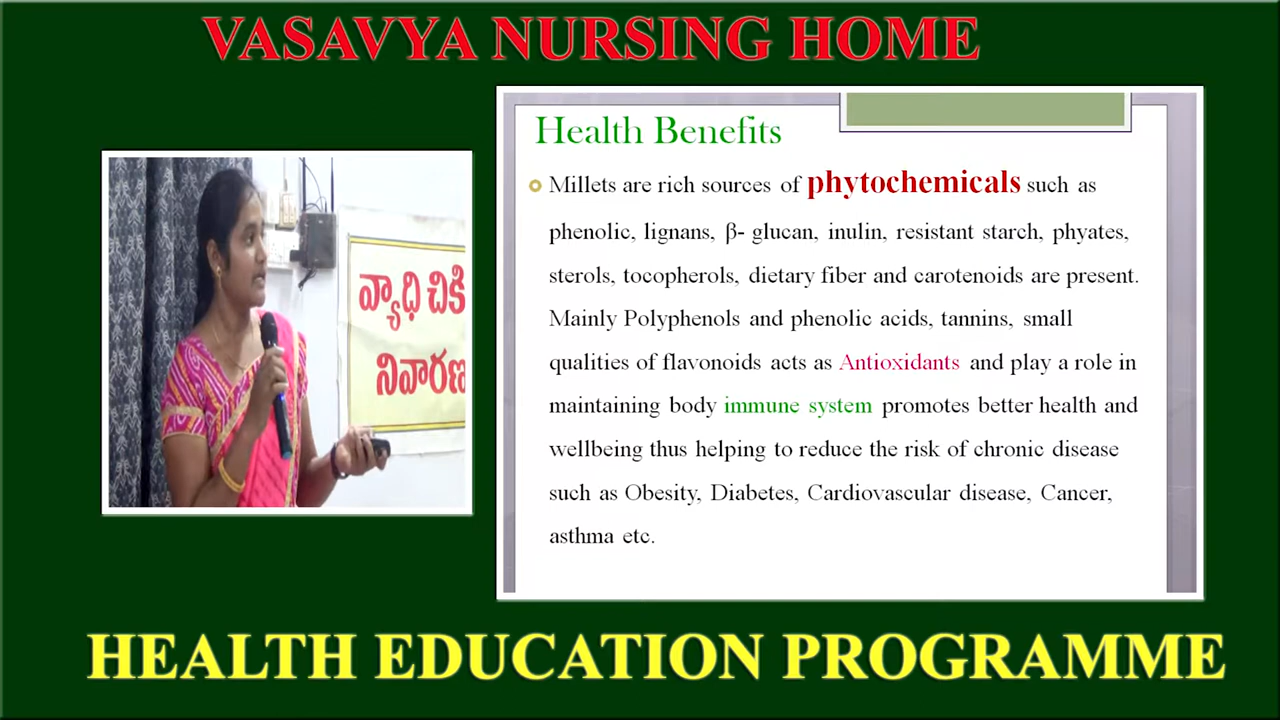 VASAVYA NURSING HOME
వ్యాధి చికి
నివారణ
Health Benefits
Millets are rich sources of phytochemicals such as
phenolic, lignans, β- glucan, inulin, resistant starch, phyates,
sterols, tocopherols, dietary fiber and carotenoids are present.
Mainly Polyphenols and phenolic acids, tannins, small
qualities of flavonoids acts as Antioxidants and play a role in
maintaining body immune system promotes better health and
wellbeing thus helping to reduce the risk of chronic disease
such as Obesity, Diabetes, Cardiovascular disease, Cancer,
asthma etc.
HEALTH EDUCATION PROGRAMME